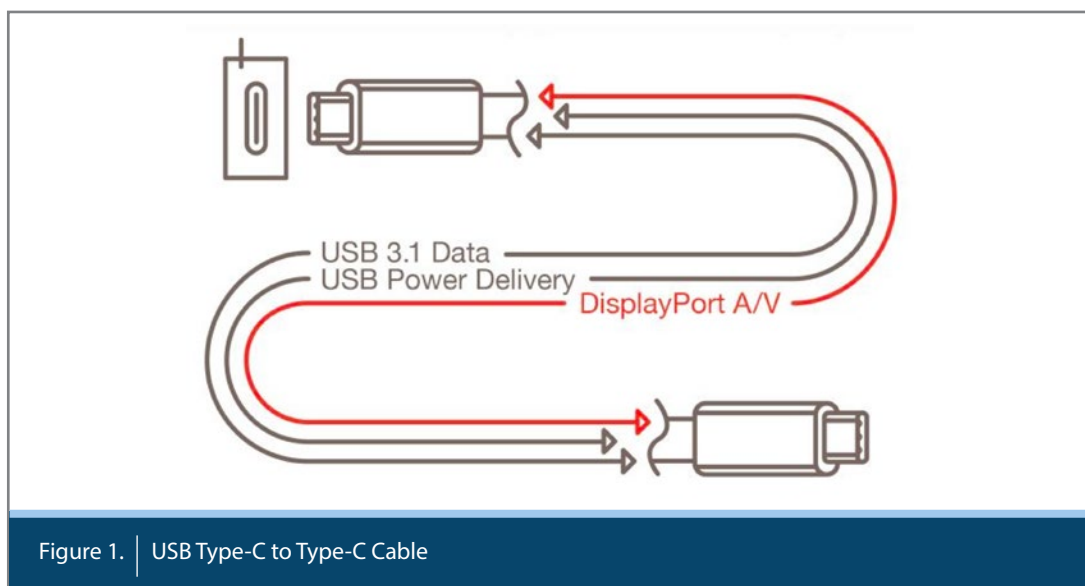 USB 3.1 Data
USB Power Delivery
DisplayPort A/V
Figure 1. USB Type-C to Type-C Cable